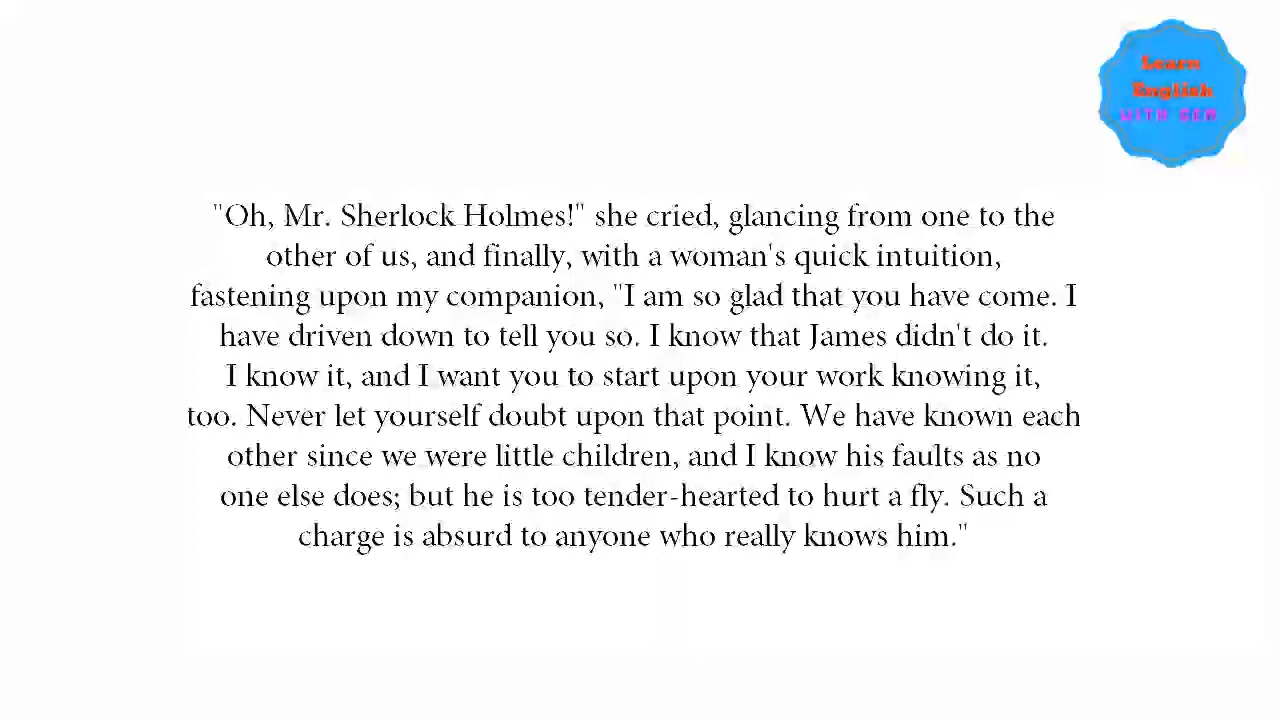 Learn
English
WITH GEM
"Oh, Mr. Sherlock Holmes!" she cried, glancing from one to the
other of us, and finally, with a woman's quick intuition,
fastening upon my companion, "I am so glad that you have come. I
have driven down to tell you so. I know that James didn't do it.
I know it, and I want you to start upon your work knowing it,
too. Never let yourself doubt upon that point. We have known each
other since we were little children, and I know his faults as no
one else does; but he is too tender-hearted to hurt a fly. Such a
charge is absurd to anyone who really knows him."